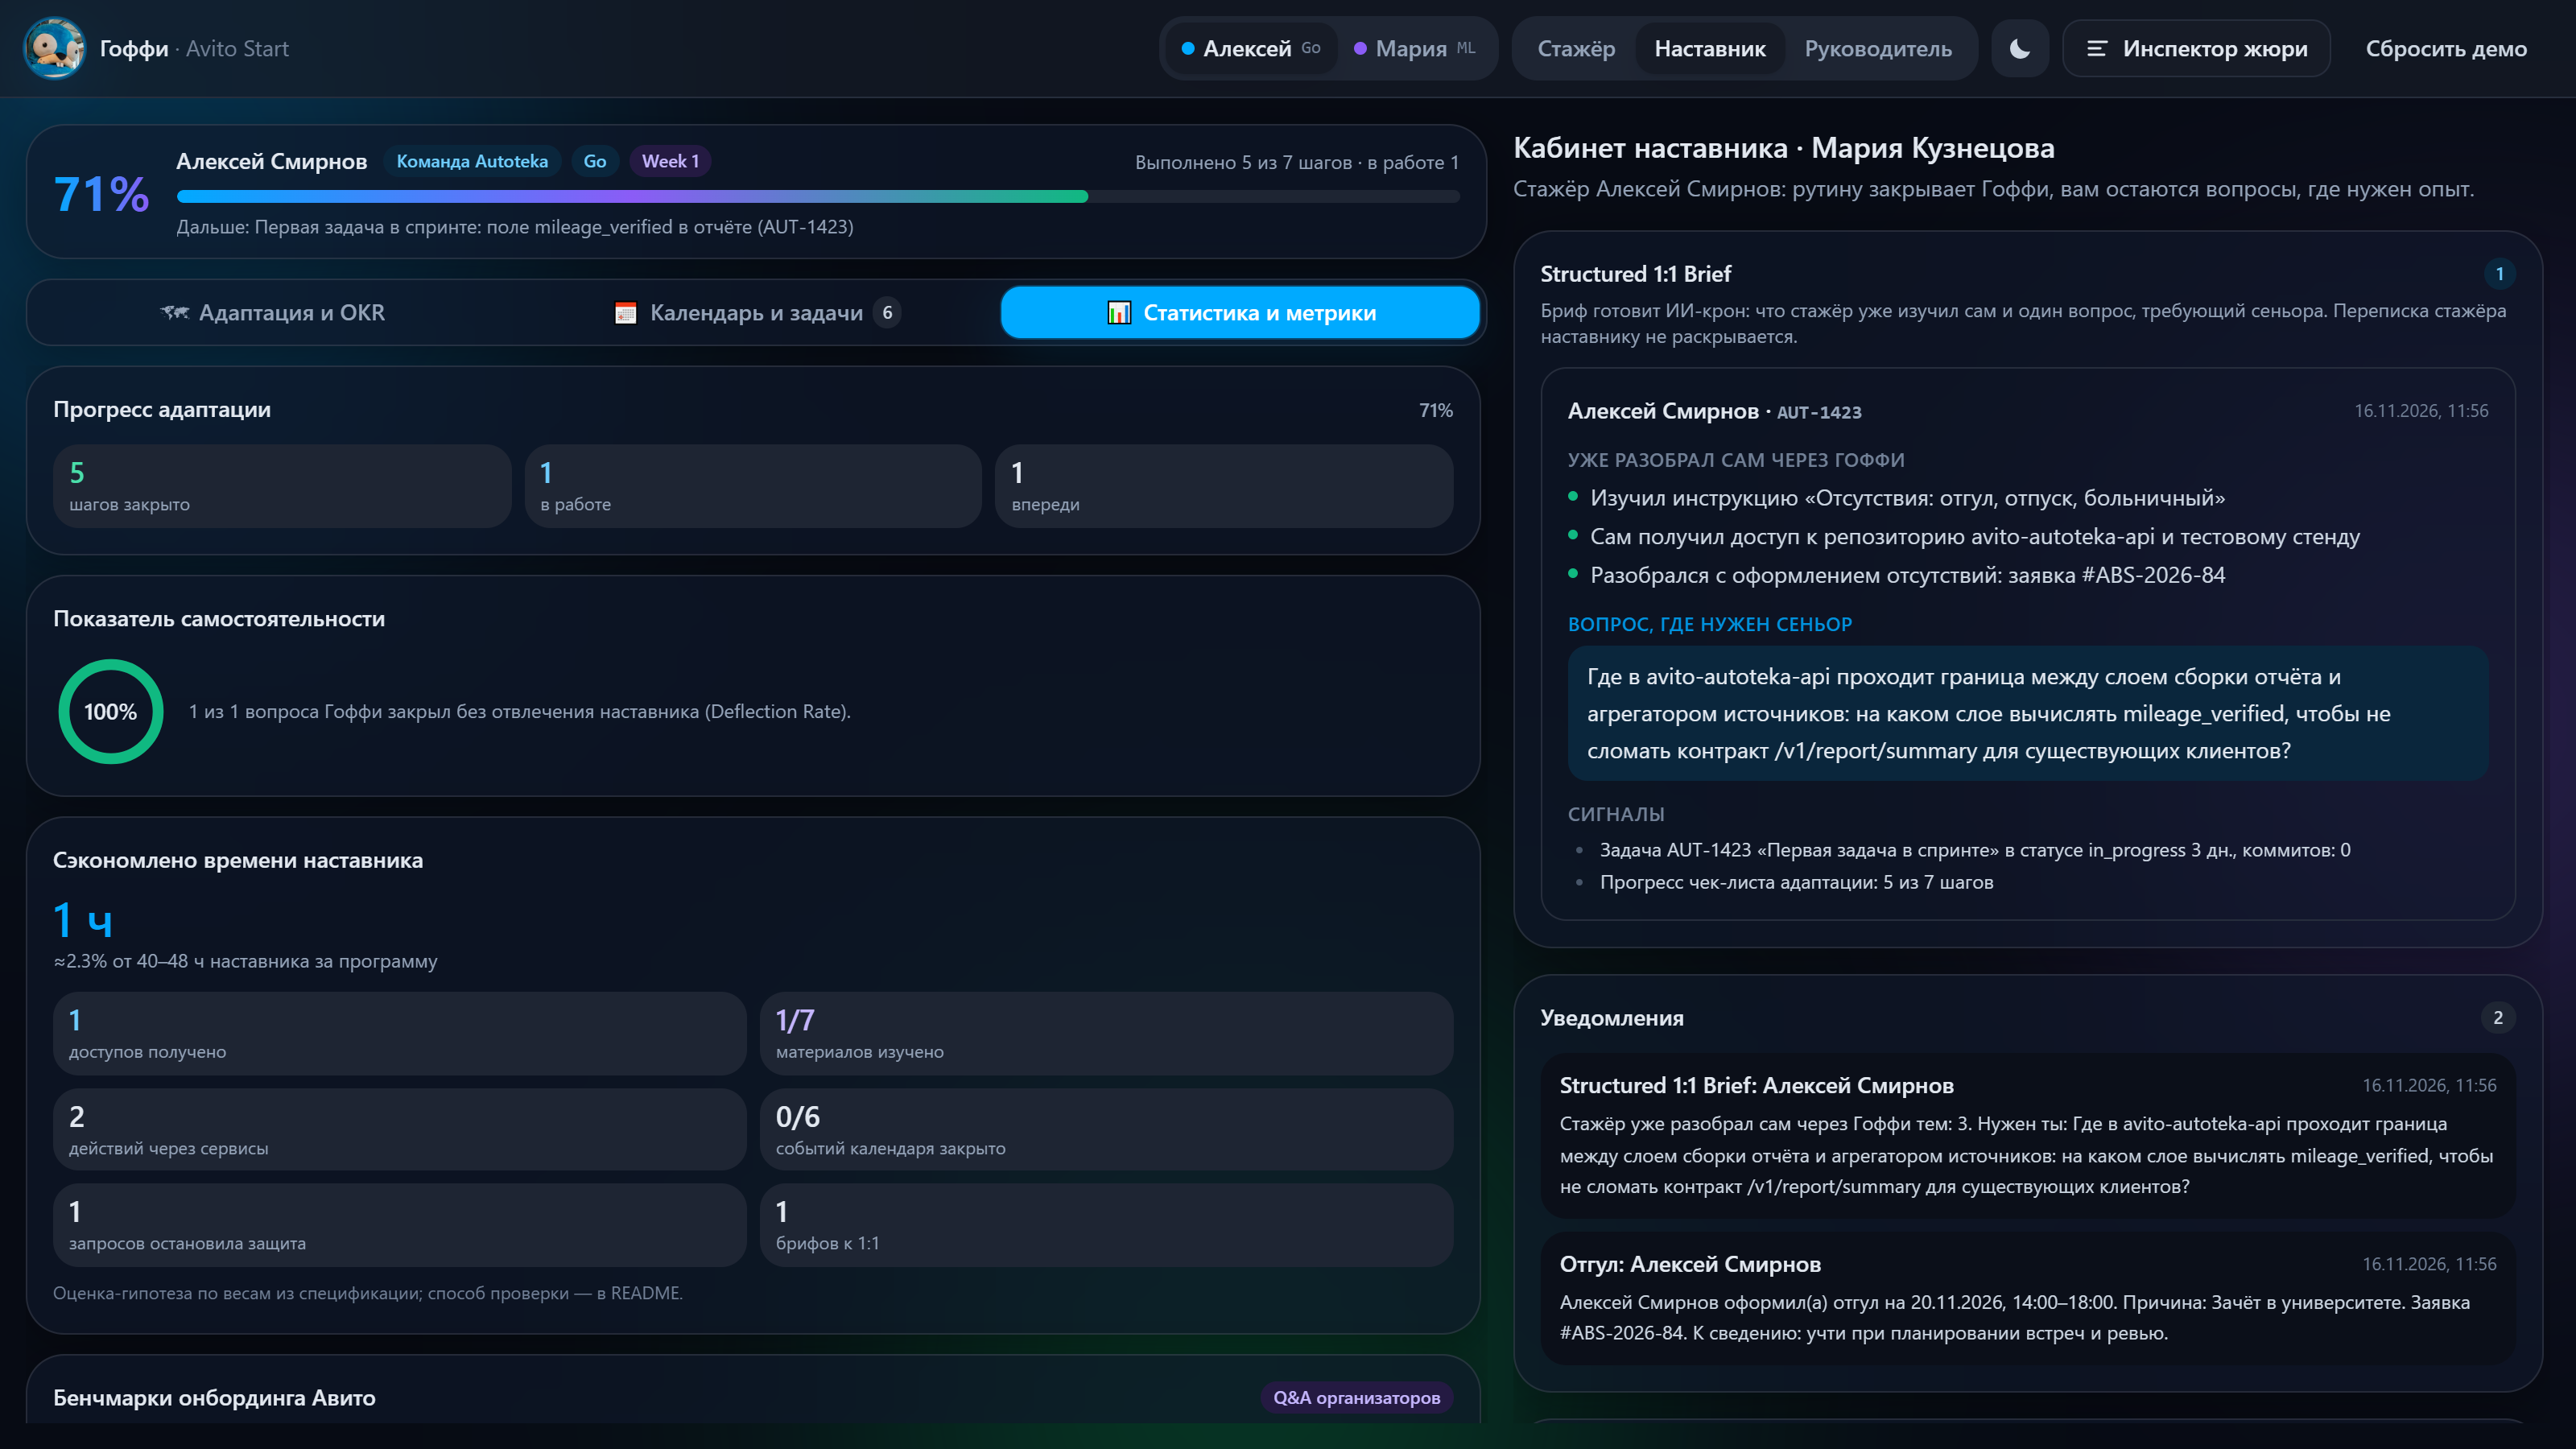 Гоффи · Avito Start
Алексей Go
Мария ML
Стажёр
Наставник
Руководитель
Инспектор жюри
Сбросить демо
71%
Алексей Смирнов
Команда Autoteka
Go
Week 1
Выполнено 5 из 7 шагов · в работе 1
Дальше: Первая задача в спринте: поле mileage_verified в отчёте (AUT-1423)
Адаптация и OKR
Календарь и задачи 6
Статистика и метрики
Прогресс адаптации
71%
5
шагов закрыто
1
в работе
1
впереди
Показатель самостоятельности
100%
1 из 1 вопроса Гоффи закрыл без отвлечения наставника (Deflection Rate).
Сэкономлено времени наставника
1 ч
≈2.3% от 40–48 ч наставника за программу
1
доступов получено
1/7
материалов изучено
2
действий через сервисы
0/6
событий календаря закрыто
1
запросов остановила защита
1
брифов к 1:1
Оценка-гипотеза по весам из спецификации; способ проверки — в README.
Бенчмарки онбординга Авито
Q&A организаторов
Кабинет наставника · Мария Кузнецова
Стажёр Алексей Смирнов: рутину закрывает Гоффи, вам остаются вопросы, где нужен опыт.
Structured 1:1 Brief
1
Бриф готовит ИИ-крон: что стажёр уже изучил сам и один вопрос, требующий сеньора. Переписка стажёра
наставнику не раскрывается.
Алексей Смирнов · AUT-1423
16.11.2026, 11:56
УЖЕ РАЗОБРАЛ САМ ЧЕРЕЗ ГОФФИ
Изучил инструкцию «Отсутствия: отгул, отпуск, больничный»
Сам получил доступ к репозиторию avito-autoteka-api и тестовому стенду
Разобрался с оформлением отсутствий: заявка #ABS-2026-84
ВОПРОС, ГДЕ НУЖЕН СЕНЬОР
Где в avito-autoteka-api проходит граница между слоем сборки отчёта и
агрегатором источников: на каком слое вычислять mileage_verified, чтобы не
сломать контракт /v1/report/summary для существующих клиентов?
СИГНАЛЫ
Задача AUT-1423 «Первая задача в спринте» в статусе in_progress 3 дн., коммитов: 0
Прогресс чек-листа адаптации: 5 из 7 шагов
Уведомления
2
Structured 1:1 Brief: Алексей Смирнов
16.11.2026, 11:56
Стажёр уже разобрал сам через Гоффи тем: 3. Нужен ты: Где в avito-autoteka-api проходит граница
между слоем сборки отчёта и агрегатором источников: на каком слое вычислять mileage_verified, чтобы
не сломать контракт /v1/report/summary для существующих клиентов?
Отгул: Алексей Смирнов
16.11.2026, 11:56
Алексей Смирнов оформил(а) отгул на 20.11.2026, 14:00–18:00. Причина: Зачёт в университете. Заявка
#ABS-2026-84. К сведению: учти при планировании встреч и ревью.